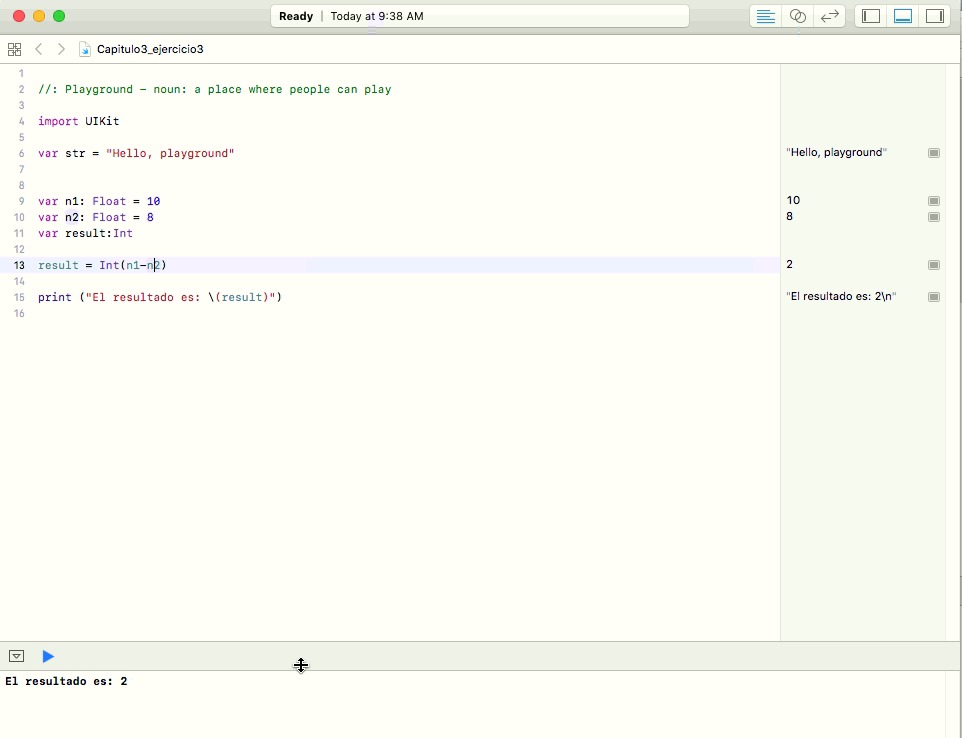 Ready | Today at 9:38 AM
Capitulo3_ejercicio3
1
2 //: Playground - noun: a place where people can play
3
4 import UIKit
5
6 var str = "Hello, playground" "Hello, playground"
7
8
9 var n1: Float = 10 10
10 var n2: Float = 8 8
11 var result:Int
12
13 result = Int(n1-n2) 2
14
15 print ("El resultado es: \(result)") "El resultado es: 2\n"
16
El resultado es: 2